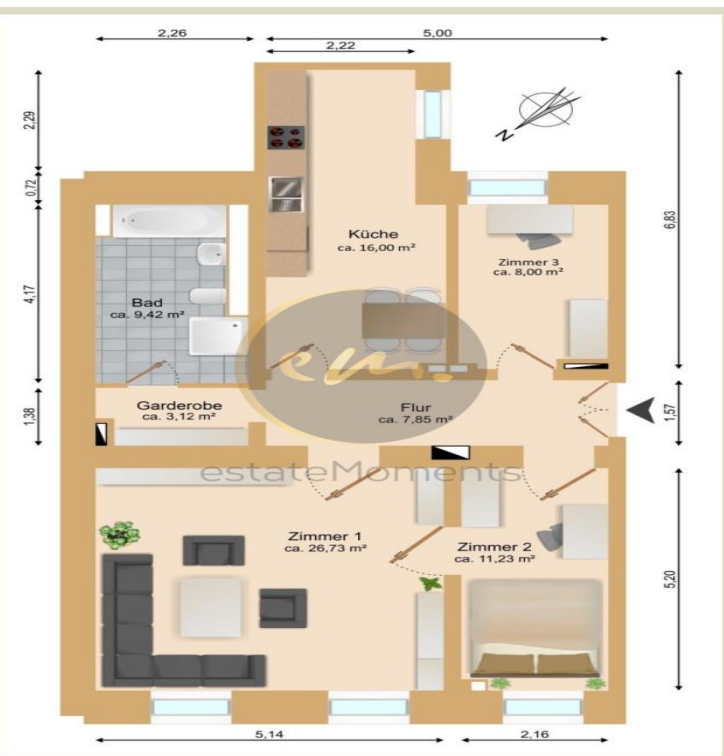 2,26
5,00
2,22
2,29
0,72
4,17
1,38
6,83
1,57
5,20
N
Küche
ca. 16,00 m²
Zimmer 3
ca. 8,00 m²
Bad
ca. 9,42 m²
em.
Garderobe
ca. 3,12 m²
Flur
ca. 7,85 m²
estateMoments
Zimmer 1
ca. 26,73 m²
Zimmer 2
ca. 11,23 m²
5,14
2,16